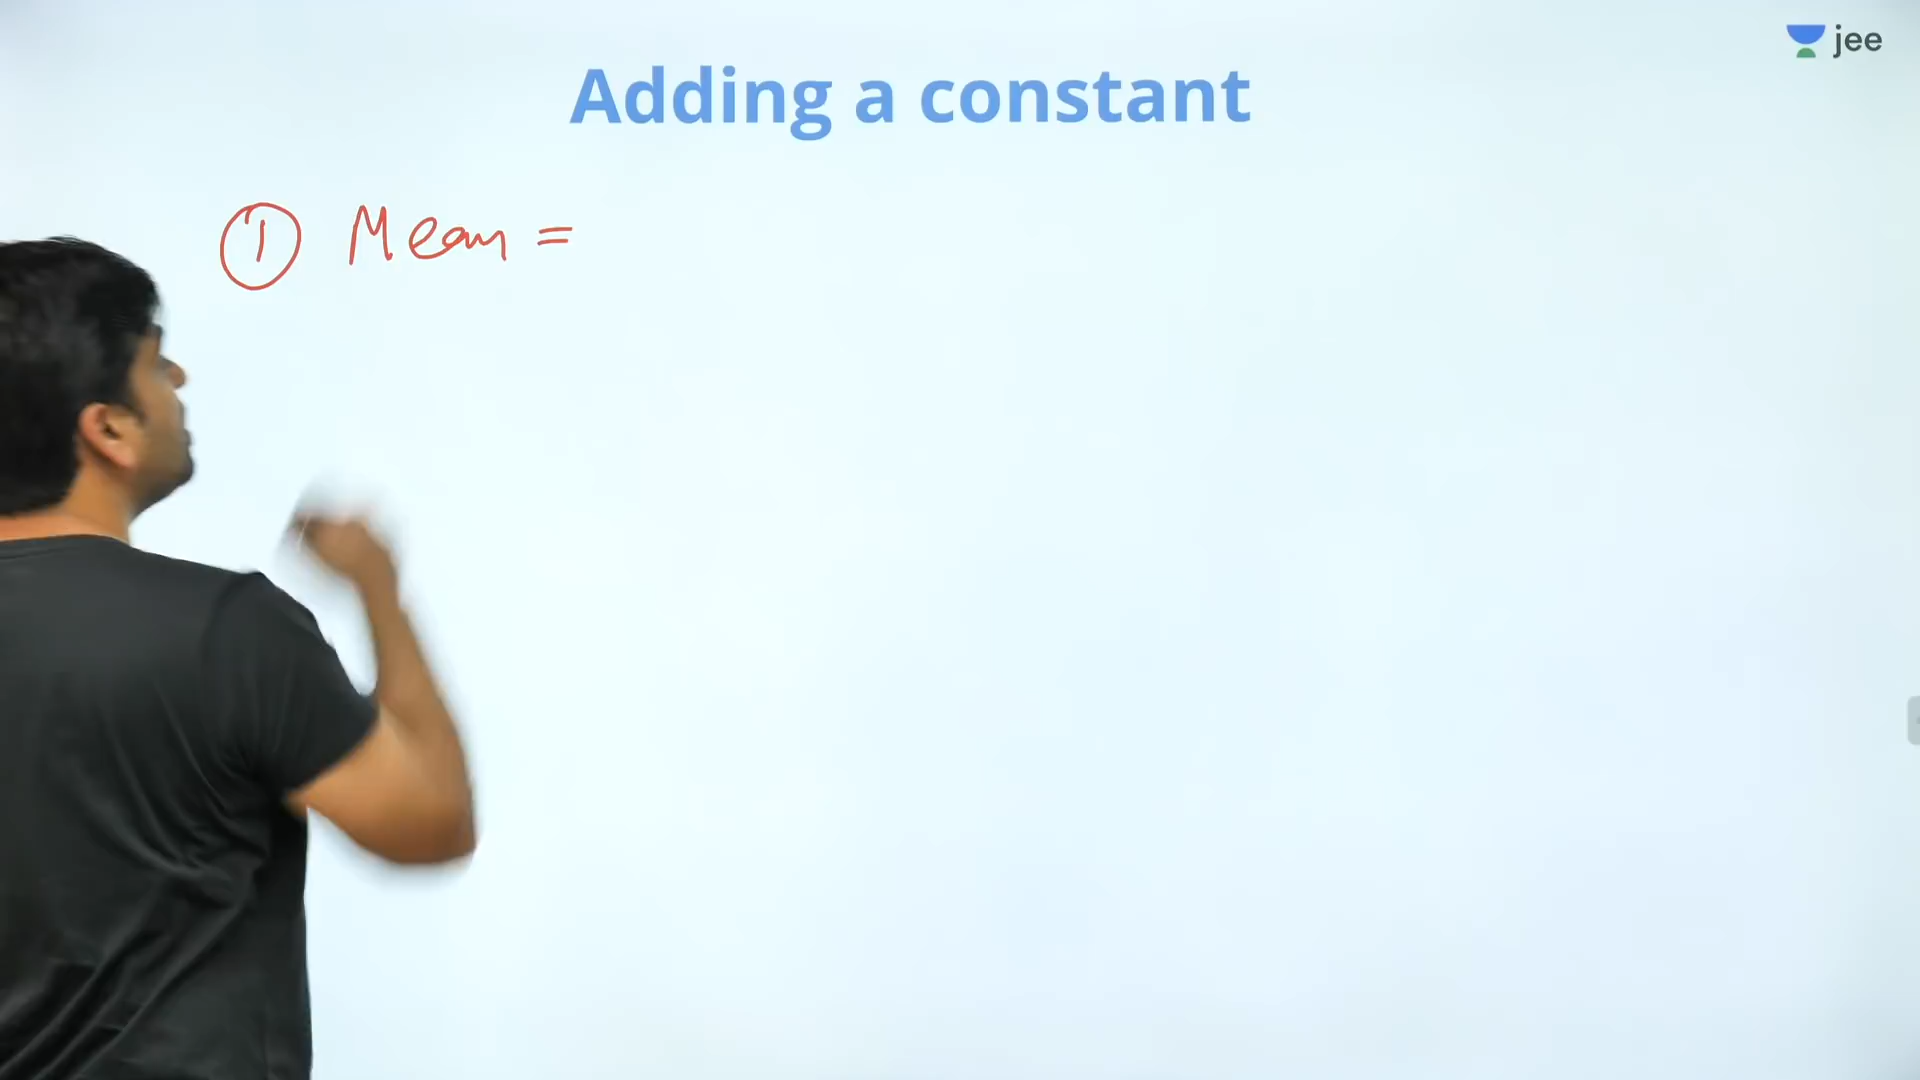 jee
Adding a constant
① Mean =